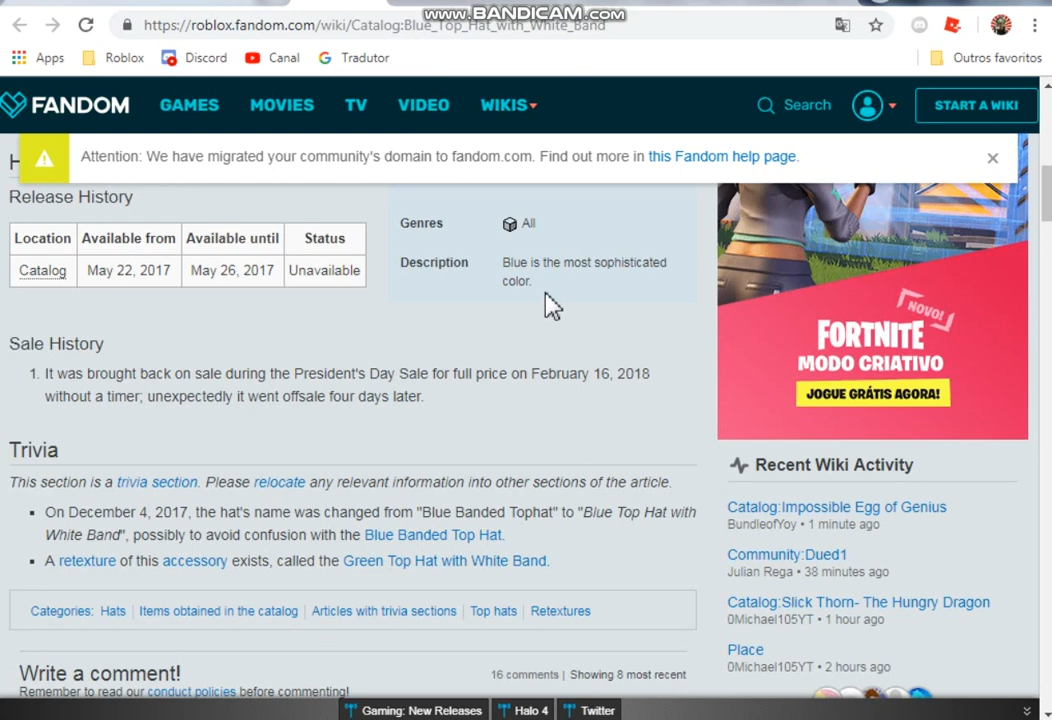 www.BANDICAM.com
https://roblox.fandom.com/wiki/Catalog:Blue_Top_Hat_with_White_Band
Apps Roblox Discord Canal Tradutor Outros favoritos
FANDOM GAMES MOVIES TV VIDEO WIKIS Search START A WIKI
Attention: We have migrated your community's domain to fandom.com. Find out more in this Fandom help page.
Release History
Location Available from Available until Status
Catalog May 22, 2017 May 26, 2017 Unavailable
Genres All
Description Blue is the most sophisticated
color.
Sale History
1. It was brought back on sale during the President's Day Sale for full price on February 16, 2018
without a timer; unexpectedly it went offsale four days later.
Trivia
This section is a trivia section. Please relocate any relevant information into other sections of the article.
On December 4, 2017, the hat's name was changed from "Blue Banded Tophat" to "Blue Top Hat with
White Band", possibly to avoid confusion with the Blue Banded Top Hat.
A retexture of this accessory exists, called the Green Top Hat with White Band.
Categories: Hats Items obtained in the catalog Articles with trivia sections Top hats Retextures
Write a comment! 16 comments | Showing 8 most recent
Remember to read our conduct policies before commenting!
NOVO!
FORTNITE
MODO CRIATIVO
JOGUE GRÁTIS AGORA!
Recent Wiki Activity
Catalog:Impossible Egg of Genius
BundleofYoy • 1 minute ago
Community:Dued1
Julian Rega • 38 minutes ago
Catalog:Slick Thorn- The Hungry Dragon
0Michael105YT • 1 hour ago
Place
0Michael105YT • 2 hours ago
Gaming: New Releases Halo 4 Twitter